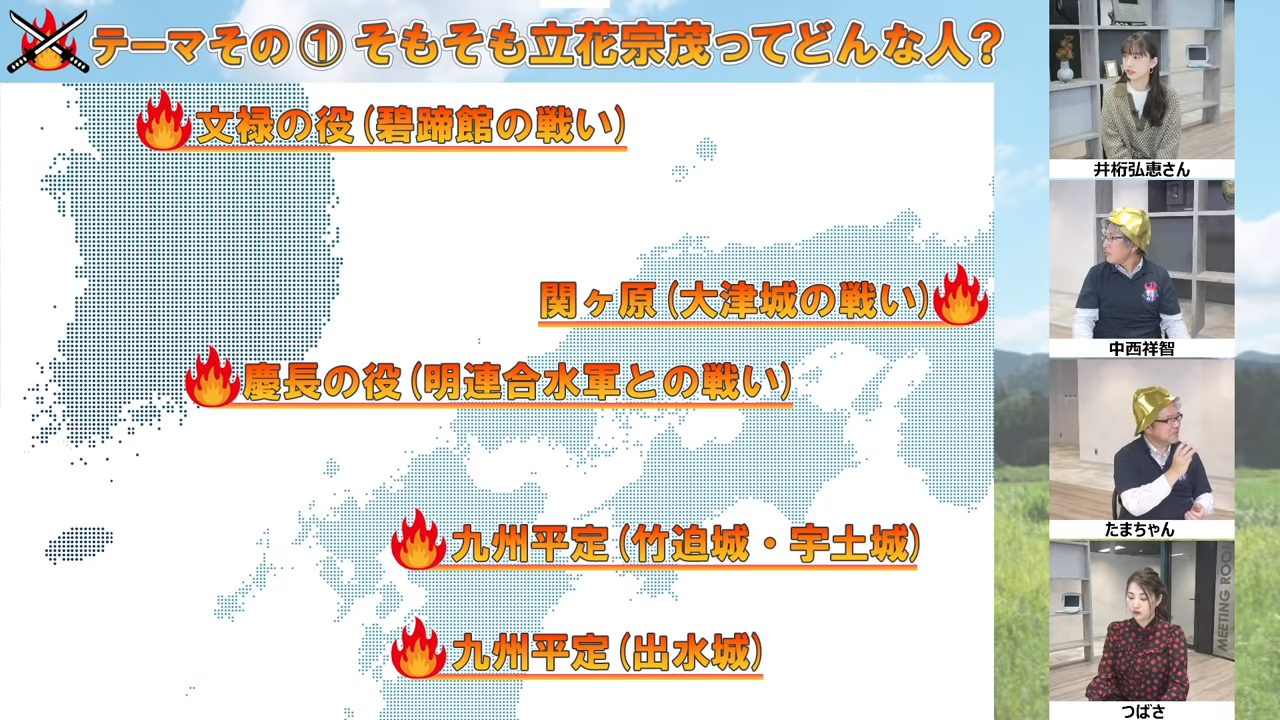 テーマその① そもそも立花宗茂ってどんな人?
文禄の役(碧蹄館の戦い)
関ヶ原(大津城の戦い)
慶長の役(明連合水軍との戦い)
九州平定(竹迫城・宇土城)
九州平定(出水城)
井桁弘恵さん
中西祥智
たまちゃん
MEETING ROO
つばさ